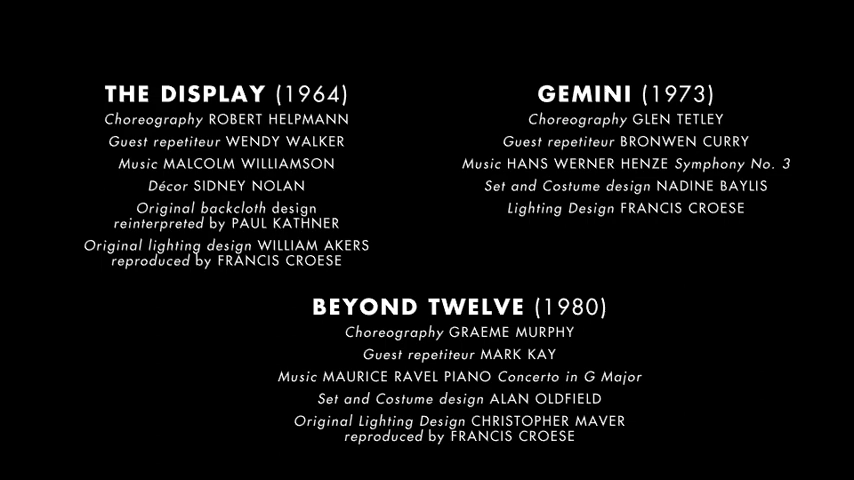 THE DISPLAY (1964)
Choreography ROBERT HELPMANN
Guest repetiteur WENDY WALKER
Music MALCOLM WILLIAMSON
Décor SIDNEY NOLAN
Original backcloth design
reinterpreted by PAUL KATHNER
Original lighting design WILLIAM AKERS
reproduced by FRANCIS CROESE
GEMINI (1973)
Choreography GLEN TETLEY
Guest repetiteur BRONWEN CURRY
Music HANS WERNER HENZE Symphony No. 3
Set and Costume design NADINE BAYLIS
Lighting Design FRANCIS CROESE
BEYOND TWELVE (1980)
Choreography GRAEME MURPHY
Guest repetiteur MARK KAY
Music MAURICE RAVEL PIANO Concerto in G Major
Set and Costume design ALAN OLDFIELD
Original Lighting Design CHRISTOPHER MAVER
reproduced by FRANCIS CROESE